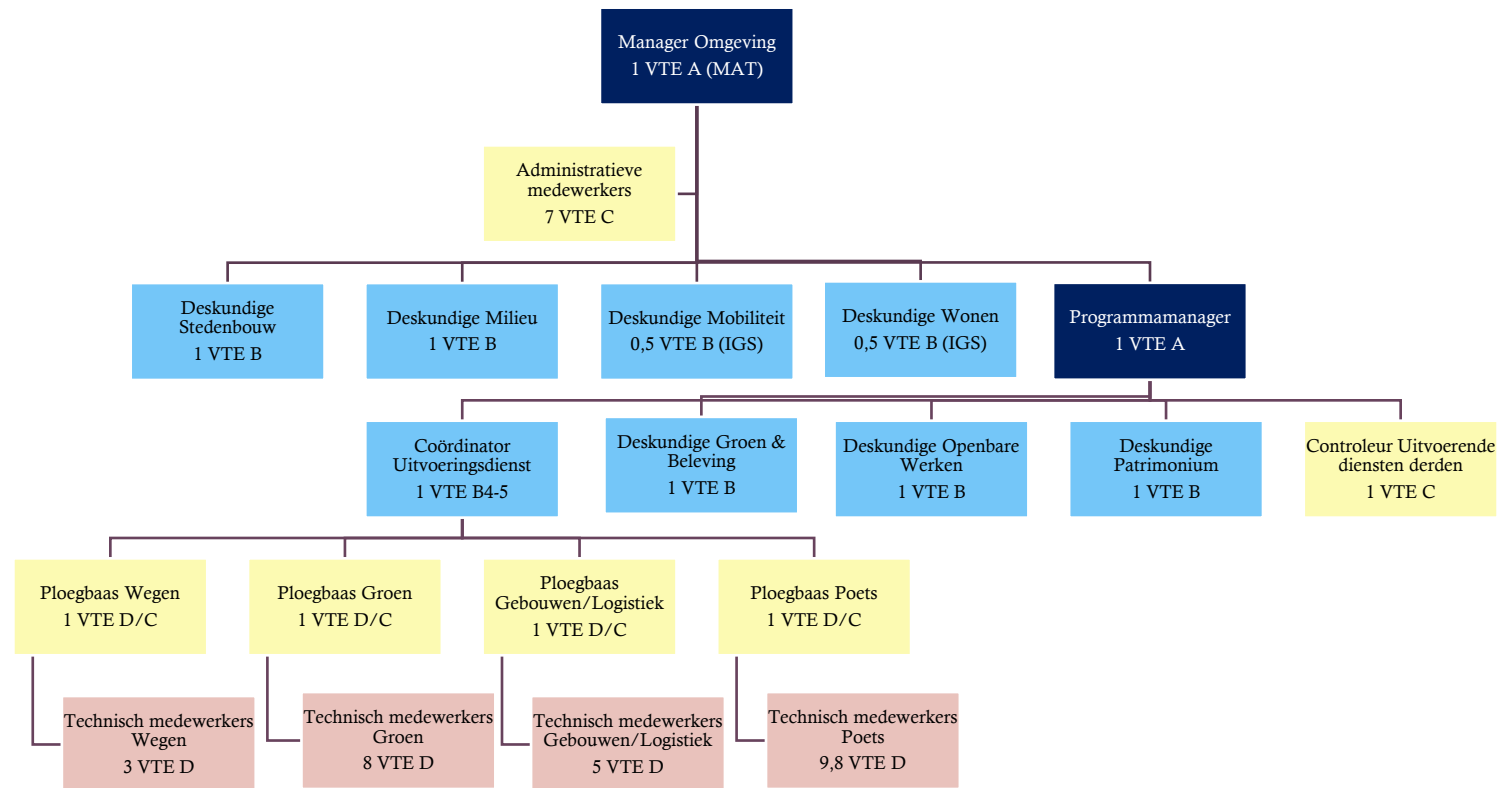 Manager Omgeving
1 VTE A (MAT)
Administratieve
medewerkers
7 VTE C
Deskundige
Stedenbouw
1 VTE B
Deskundige Milieu
1 VTE B
Deskundige Mobiliteit
0,5 VTE B (IGS)
Deskundige Wonen
0,5 VTE B (IGS)
Programmamanager
1 VTE A
Coördinator
Uitvoeringsdienst
1 VTE B4-5
Deskundige Groen &
Beleving
1 VTE B
Deskundige Openbare
Werken
1 VTE B
Deskundige
Patrimonium
1 VTE B
Controleur Uitvoerende
diensten derden
1 VTE C
Ploegbaas Wegen
1 VTE D/C
Ploegbaas Groen
1 VTE D/C
Ploegbaas
Gebouwen/Logistiek
1 VTE D/C
Ploegbaas Poets
1 VTE D/C
Technisch medewerkers
Wegen
3 VTE D
Technisch medewerkers
Groen
8 VTE D
Technisch medewerkers
Gebouwen/Logistiek
5 VTE D
Technisch medewerkers
Poets
9,8 VTE D